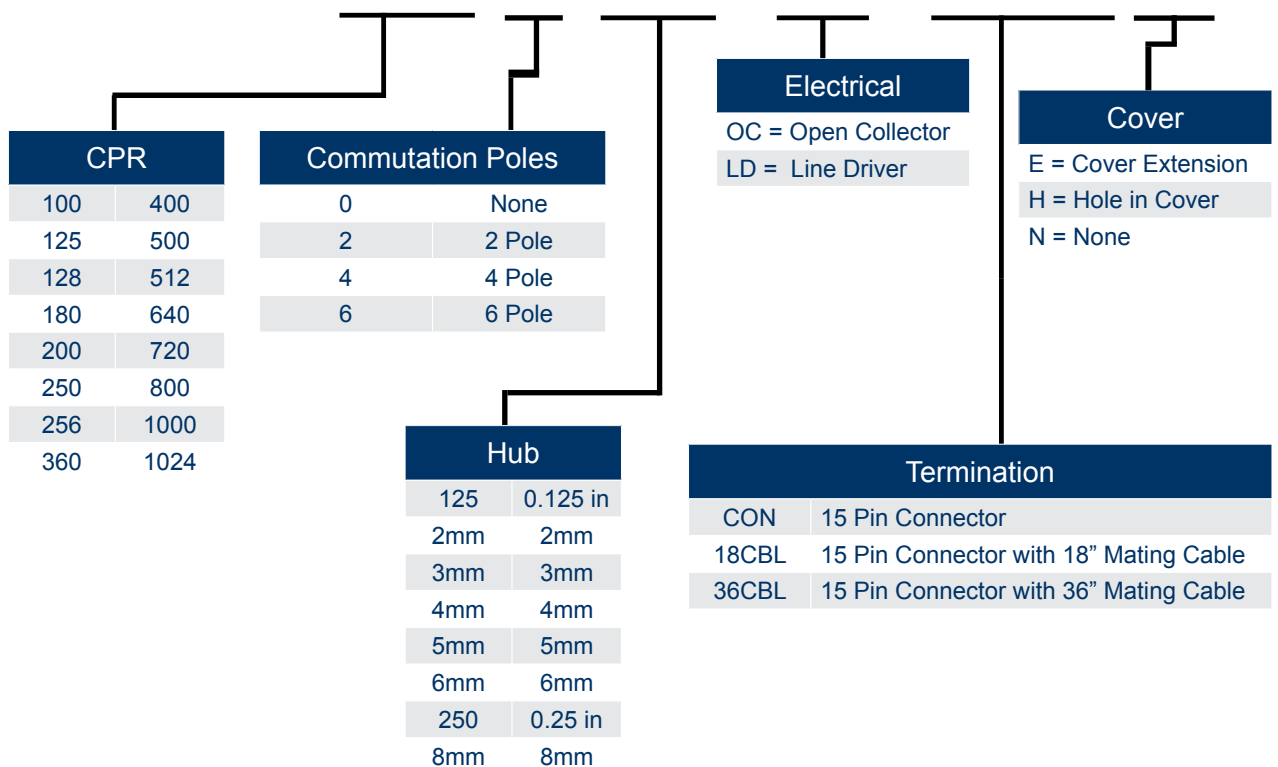 Electrical
OC = Open Collector
LD = Line Driver
Cover
E = Cover Extension
H = Hole in Cover
N = None
CPR
100 400
125 500
128 512
180 640
200 720
250 800
256 1000
360 1024
Commutation Poles
0 None
2 2 Pole
4 4 Pole
6 6 Pole
Hub
125 0.125 in
2mm 2mm
3mm 3mm
4mm 4mm
5mm 5mm
6mm 6mm
250 0.25 in
8mm 8mm
Termination
CON 15 Pin Connector
18CBL 15 Pin Connector with 18” Mating Cable
36CBL 15 Pin Connector with 36” Mating Cable